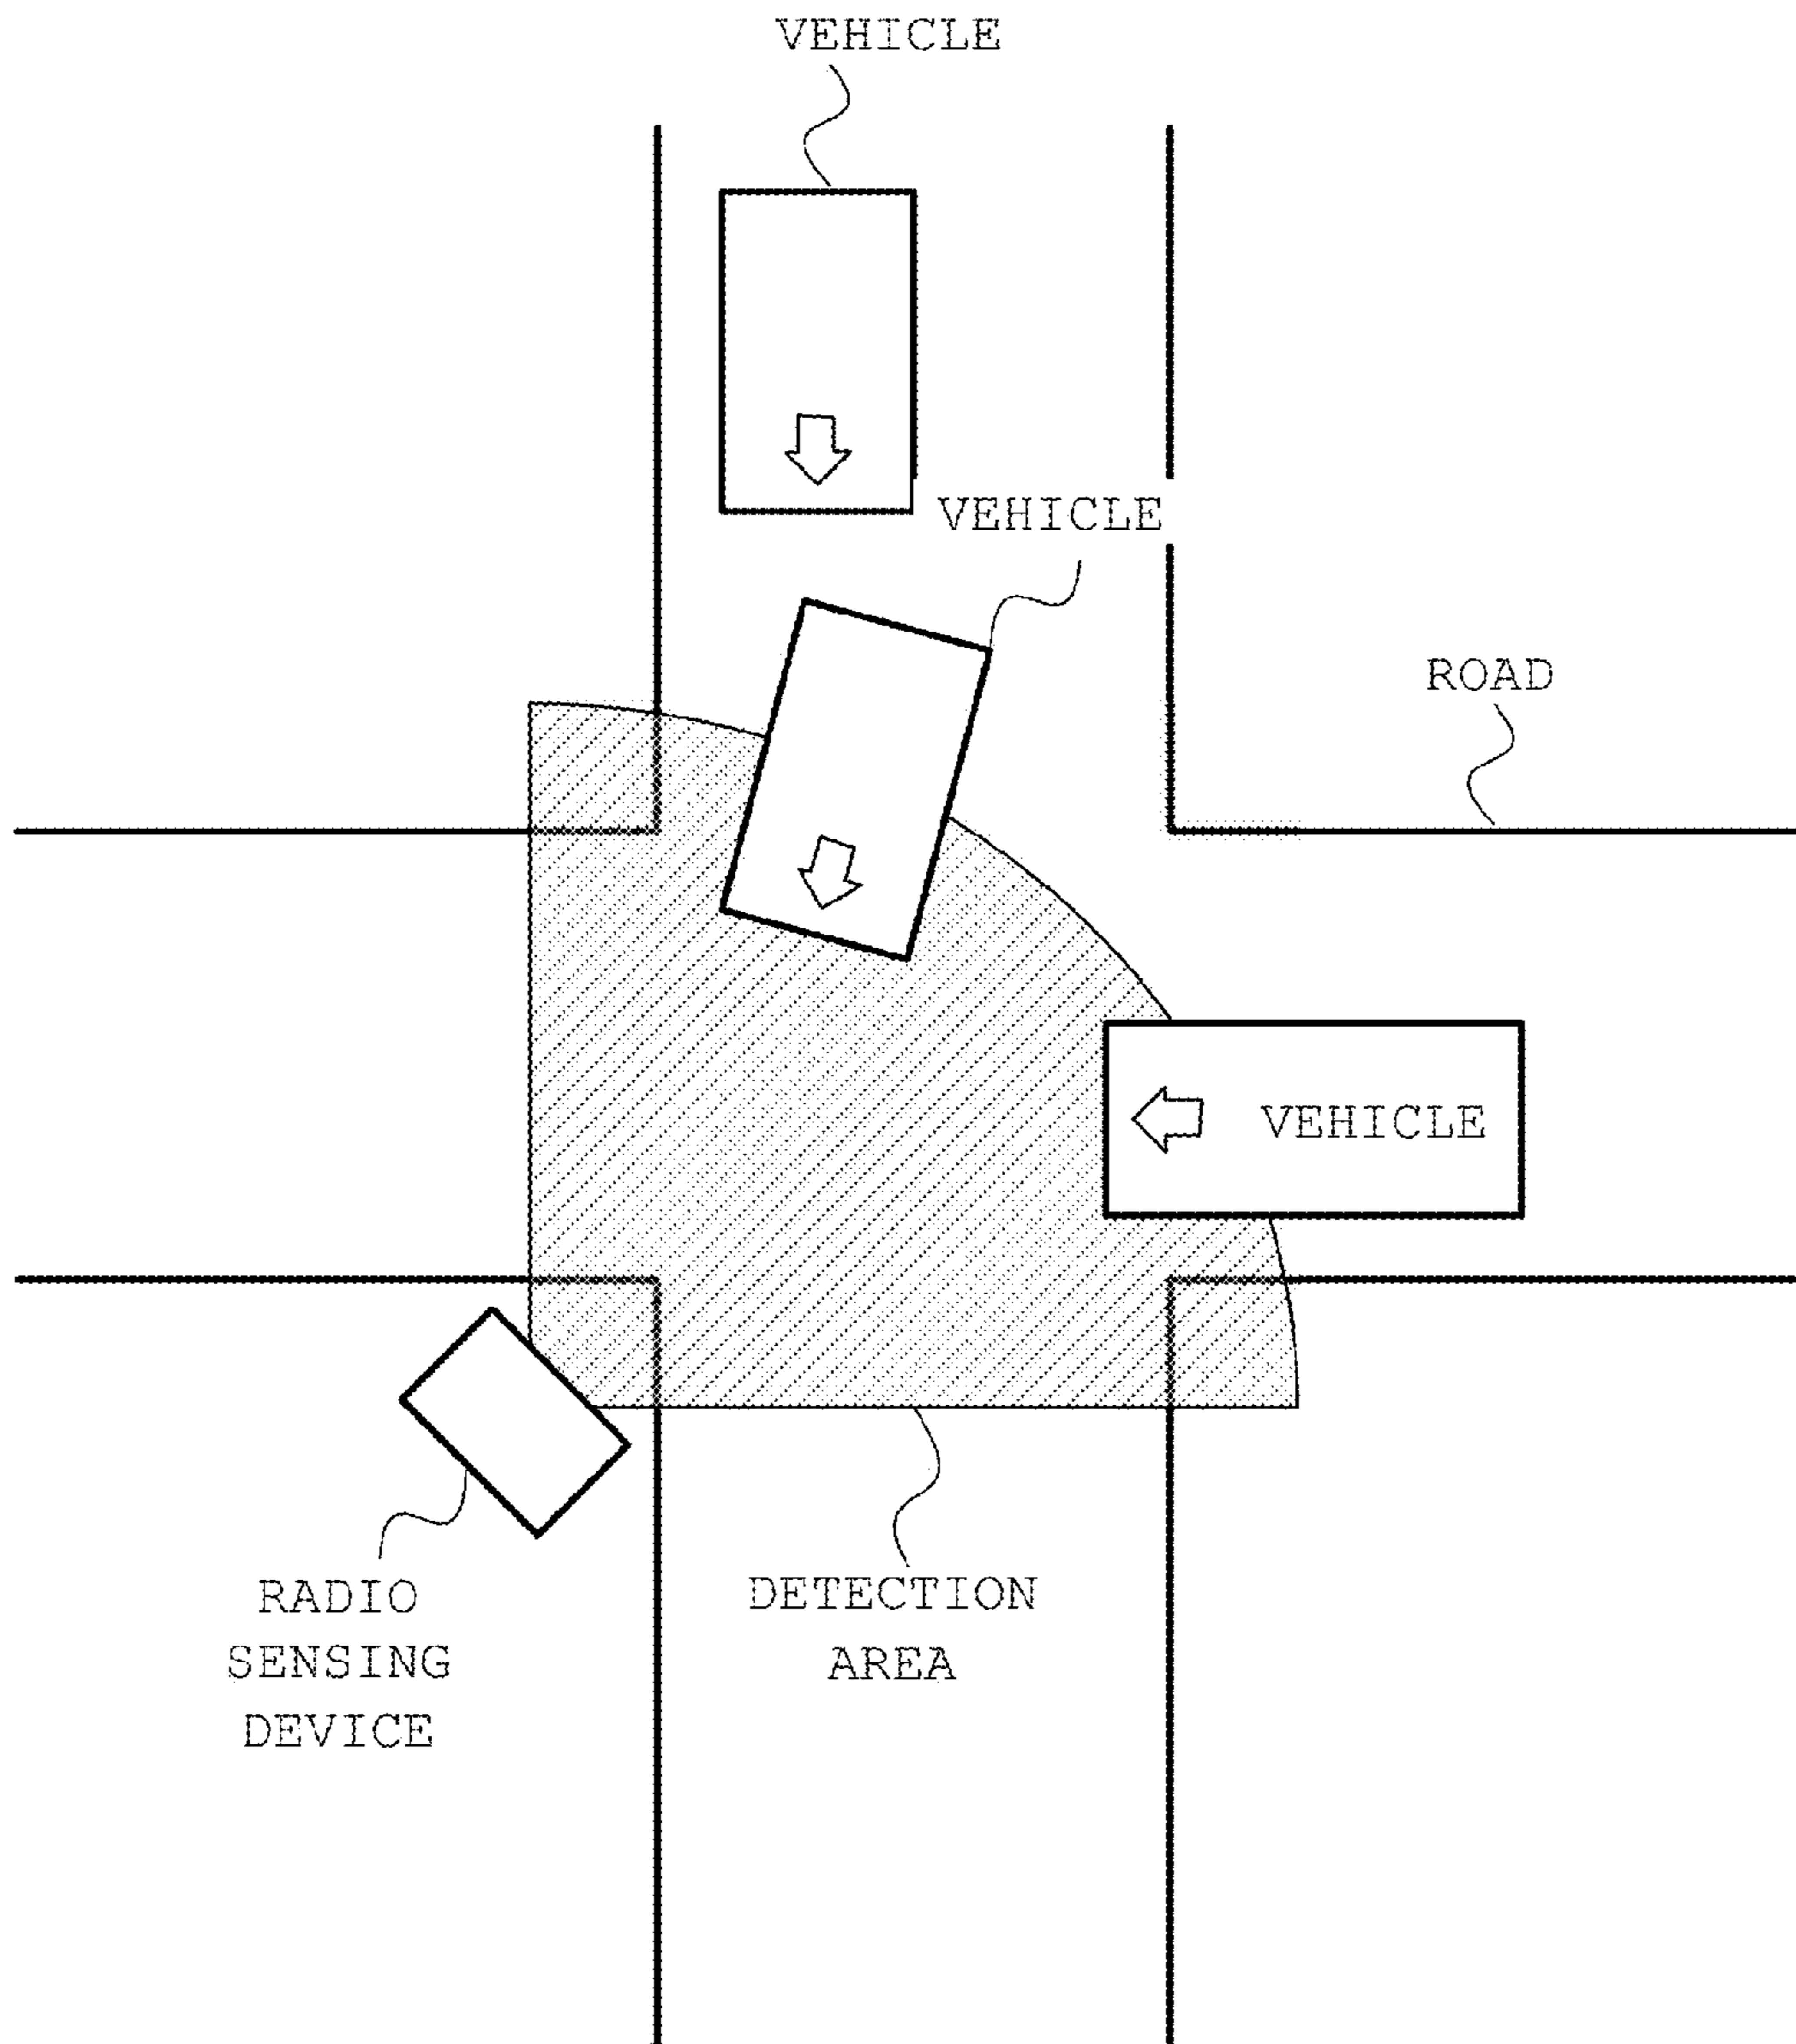 VEHICLE
VEHICLE
ROAD
VEHICLE
RADIO
SENSING
DEVICE
DETECTION
AREA